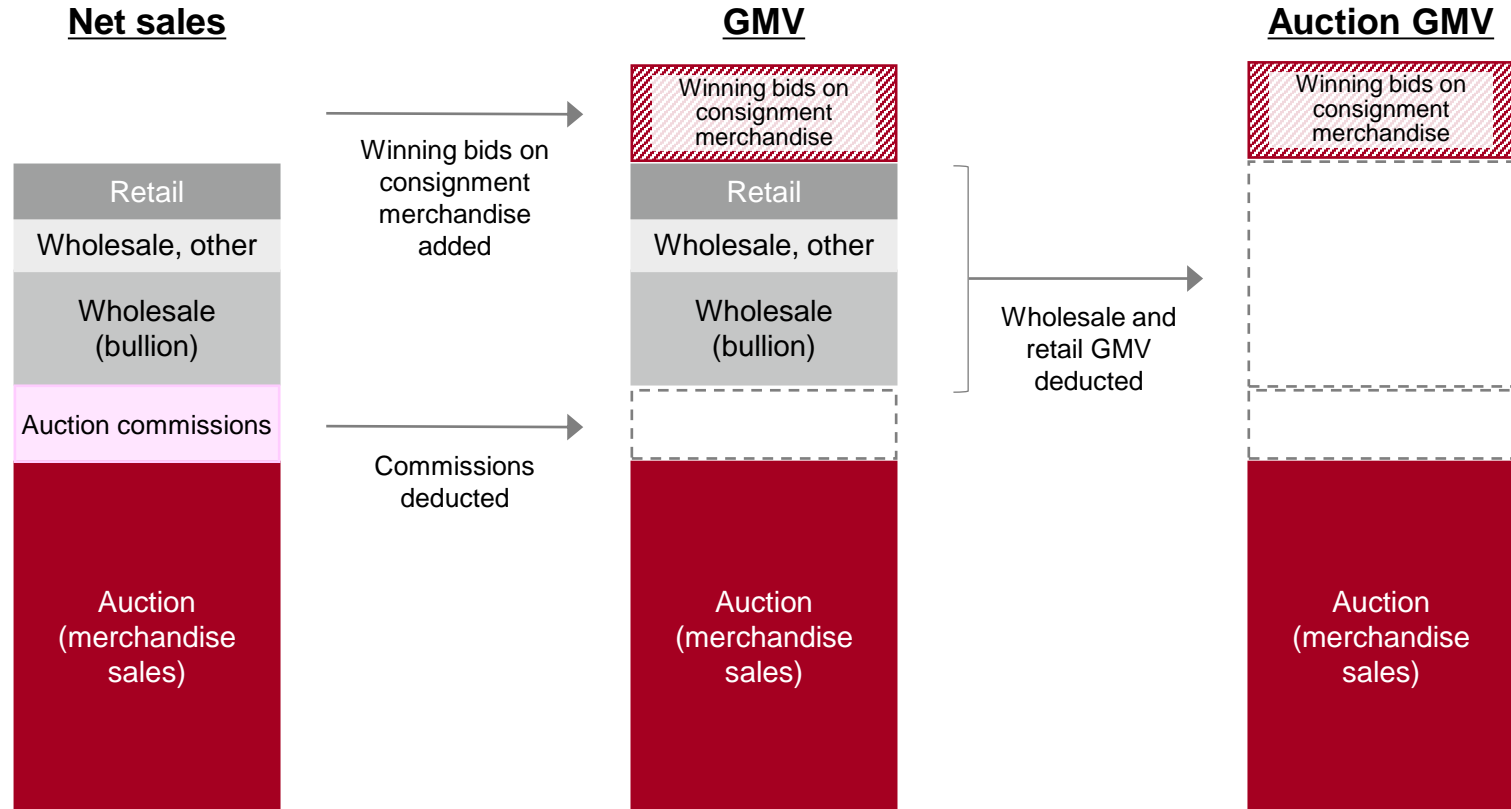 Net sales
GMV
Auction GMV
Winning bids on
consignment
merchandise
Winning bids on
consignment
merchandise
Winning bids on
consignment
merchandise
added
Retail
Wholesale, other
Wholesale
(bullion)
Auction commissions
Auction
(merchandise
sales)
Commissions
deducted
Retail
Wholesale, other
Wholesale
(bullion)
Auction
(merchandise
sales)
Wholesale and
retail GMV
deducted
Auction
(merchandise
sales)